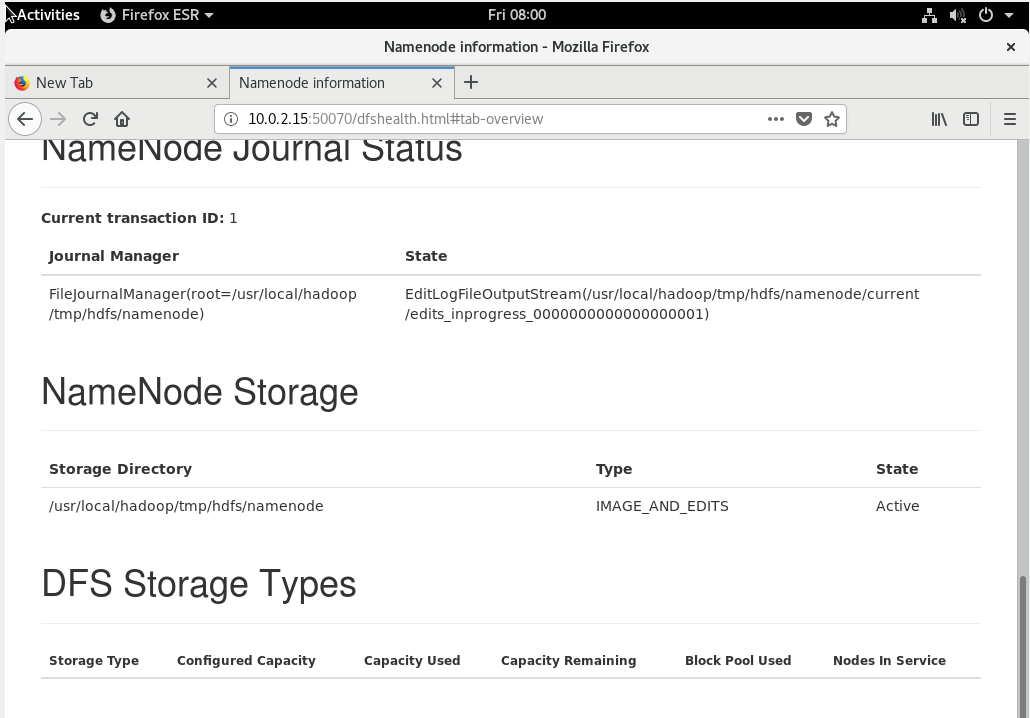 Activities Firefox ESR Fri 08:00
Namenode information - Mozilla Firefox
New Tab Namenode information
10.0.2.15:50070/dfshealth.html#tab-overview
NameNode Journal Status
Current transaction ID: 1
Journal Manager State
FileJournalManager(root=/usr/local/hadoop EditLogFileOutputStream(/usr/local/hadoop/tmp/hdfs/namenode/current
/tmp/hdfs/namenode) /edits_inprogress_0000000000000000001)
NameNode Storage
Storage Directory Type State
/usr/local/hadoop/tmp/hdfs/namenode IMAGE_AND_EDITS Active
DFS Storage Types
Storage Type Configured Capacity Capacity Used Capacity Remaining Block Pool Used Nodes In Service